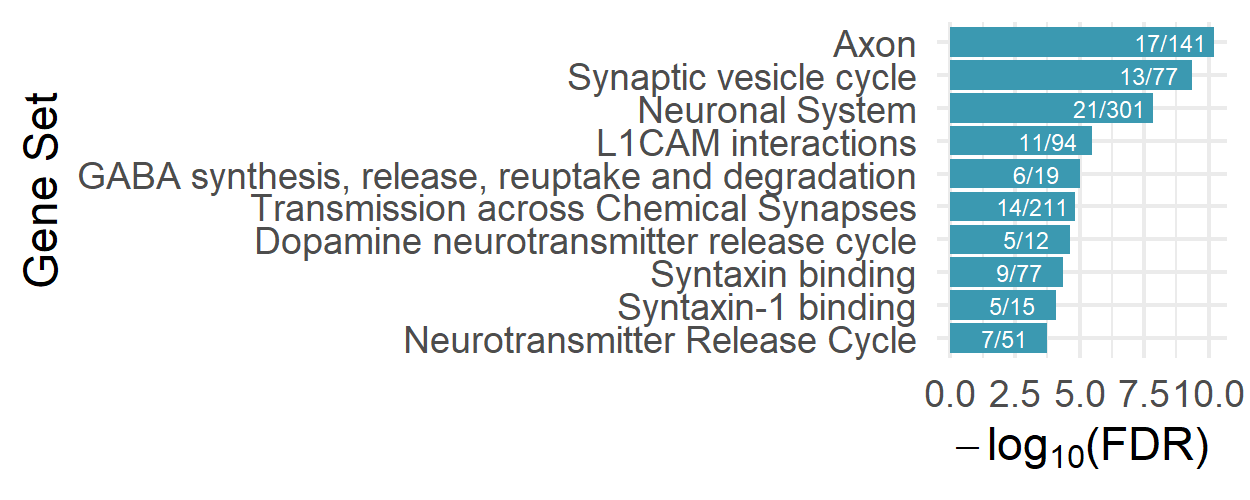 Gene Set
Axon 17/141
Synaptic vesicle cycle 13/77
Neuronal System 21/301
L1CAM interactions 11/94
GABA synthesis, release, reuptake and degradation 6/19
Transmission across Chemical Synapses 14/211
Dopamine neurotransmitter release cycle 5/12
Syntaxin binding 9/77
Syntaxin-1 binding 5/15
Neurotransmitter Release Cycle 7/51
0.0 2.5 5.0 7.5 10.0
−log10(FDR)